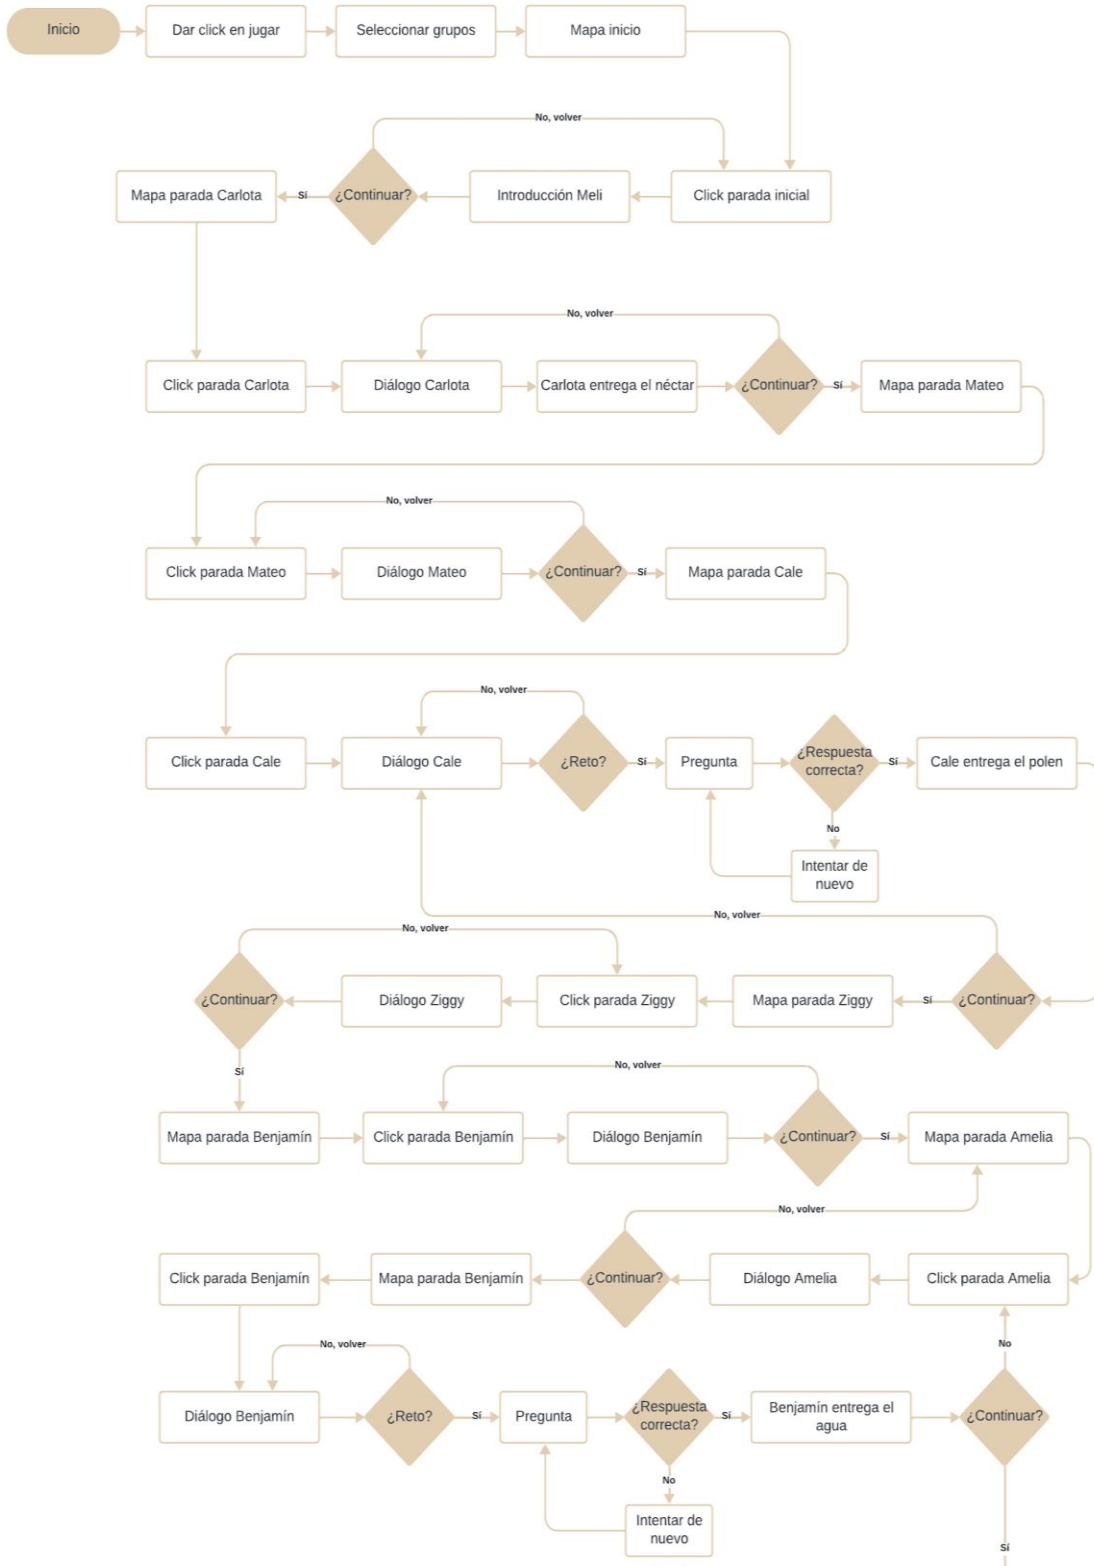 Inicio
Dar click en jugar
Seleccionar grupos
Mapa inicio
No, volver
Mapa parada Carlota
Sí
¿Continuar?
Introducción Meli
Click parada inicial
No, volver
Click parada Carlota
Diálogo Carlota
Carlota entrega el néctar
¿Continuar?
Sí
Mapa parada Mateo
No, volver
Click parada Mateo
Diálogo Mateo
¿Continuar?
Sí
Mapa parada Cale
No, volver
Click parada Cale
Diálogo Cale
¿Reto?
Sí
Pregunta
¿Respuesta
correcta?
Sí
Cale entrega el polen
No
Intentar de
nuevo
No, volver
No, volver
¿Continuar?
Diálogo Ziggy
Click parada Ziggy
Mapa parada Ziggy
Sí
¿Continuar?
Sí
No, volver
Mapa parada Benjamín
Click parada Benjamín
Diálogo Benjamín
¿Continuar?
Sí
Mapa parada Amelia
No, volver
Click parada Benjamín
Mapa parada Benjamín
¿Continuar?
Diálogo Amelia
Click parada Amelia
No, volver
No
Diálogo Benjamín
¿Reto?
Sí
Pregunta
¿Respuesta
correcta?
Sí
Benjamín entrega el
agua
¿Continuar?
No
Intentar de
nuevo
Sí